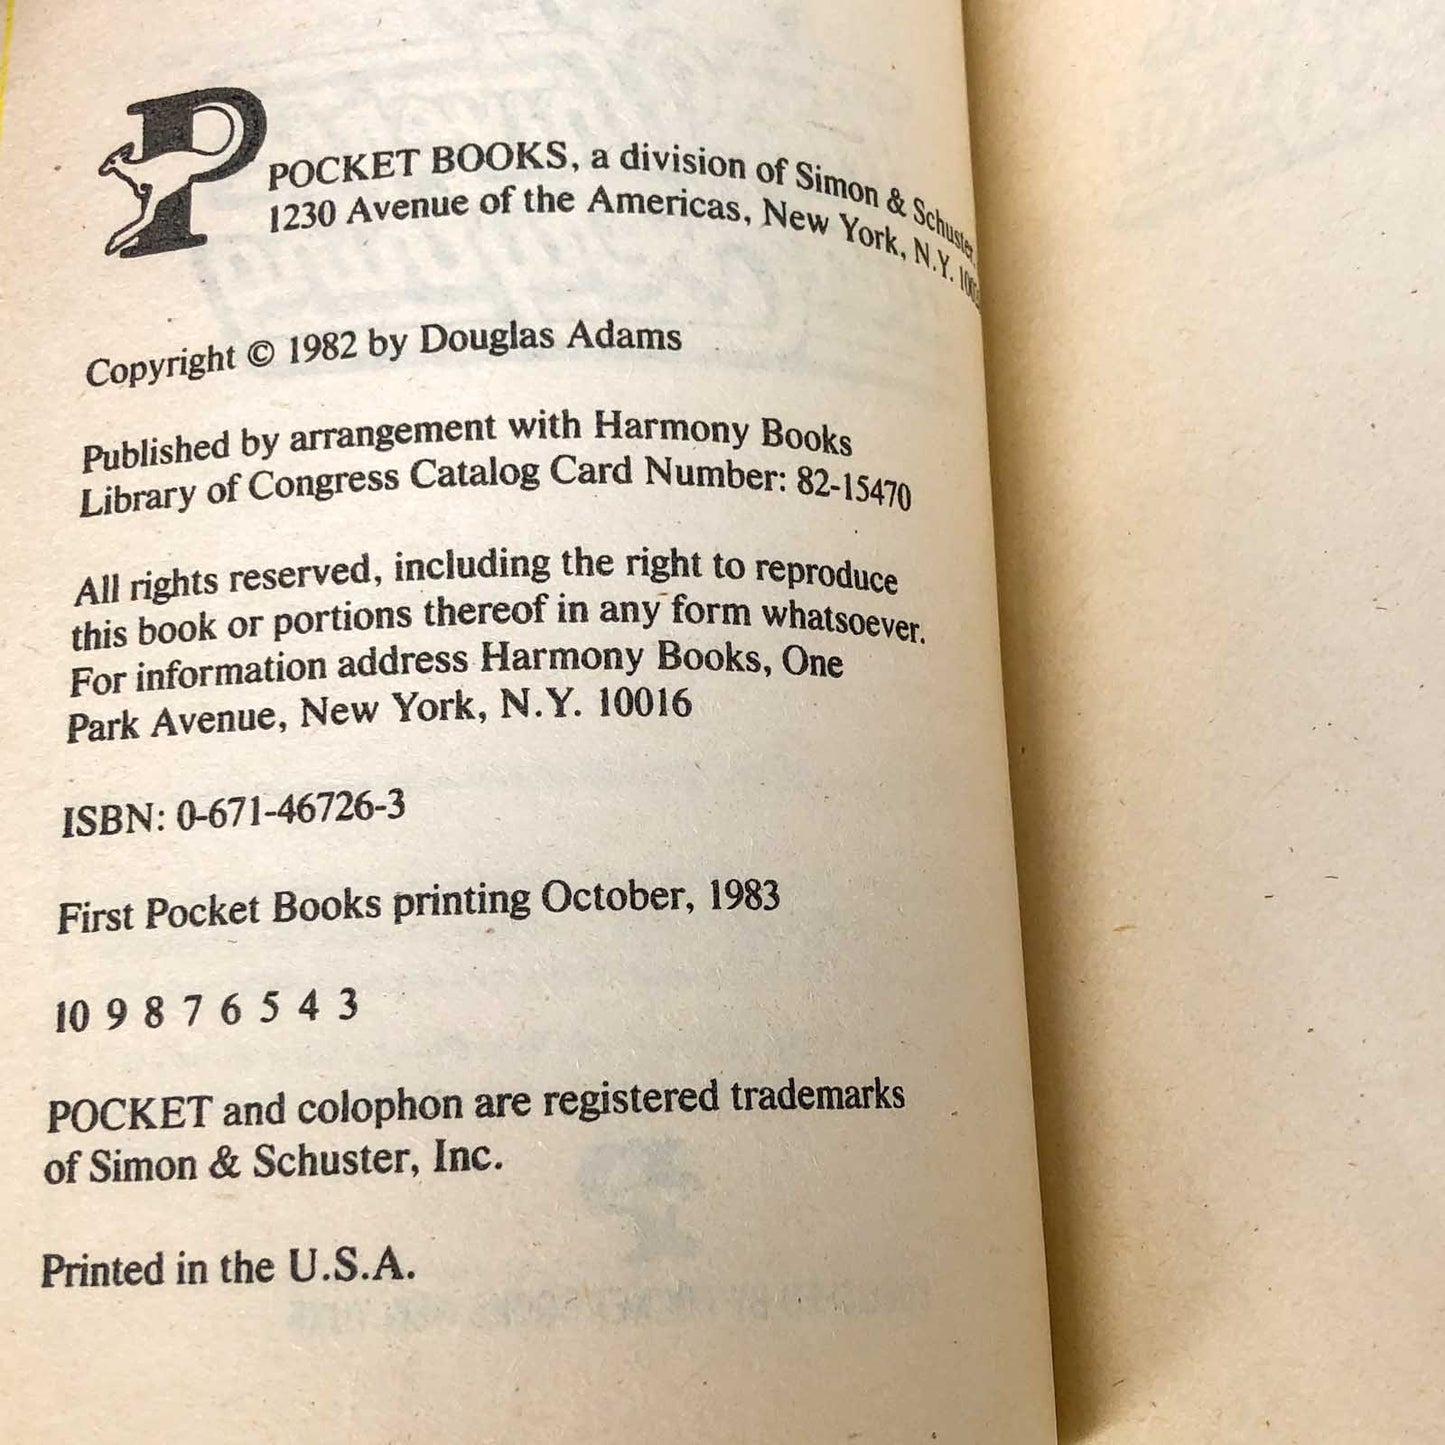 POCKET BOOKS, a division of Simon & Schuster,
1230 Avenue of the Americas, New York, N.Y.
Copyright © 1982 by Douglas Adams
Published by arrangement with Harmony Books
Library of Congress Catalog Card Number: 82-15470
All rights reserved, including the right to reproduce
this book or portions thereof in any form whatsoever.
For information address Harmony Books, One
Park Avenue, New York, N.Y. 10016
ISBN: 0-671-46726-3
First Pocket Books printing October, 1983
10 9 8 7 6 5 4 3
POCKET and colophon are registered trademarks
of Simon & Schuster, Inc.
Printed in the U.S.A.